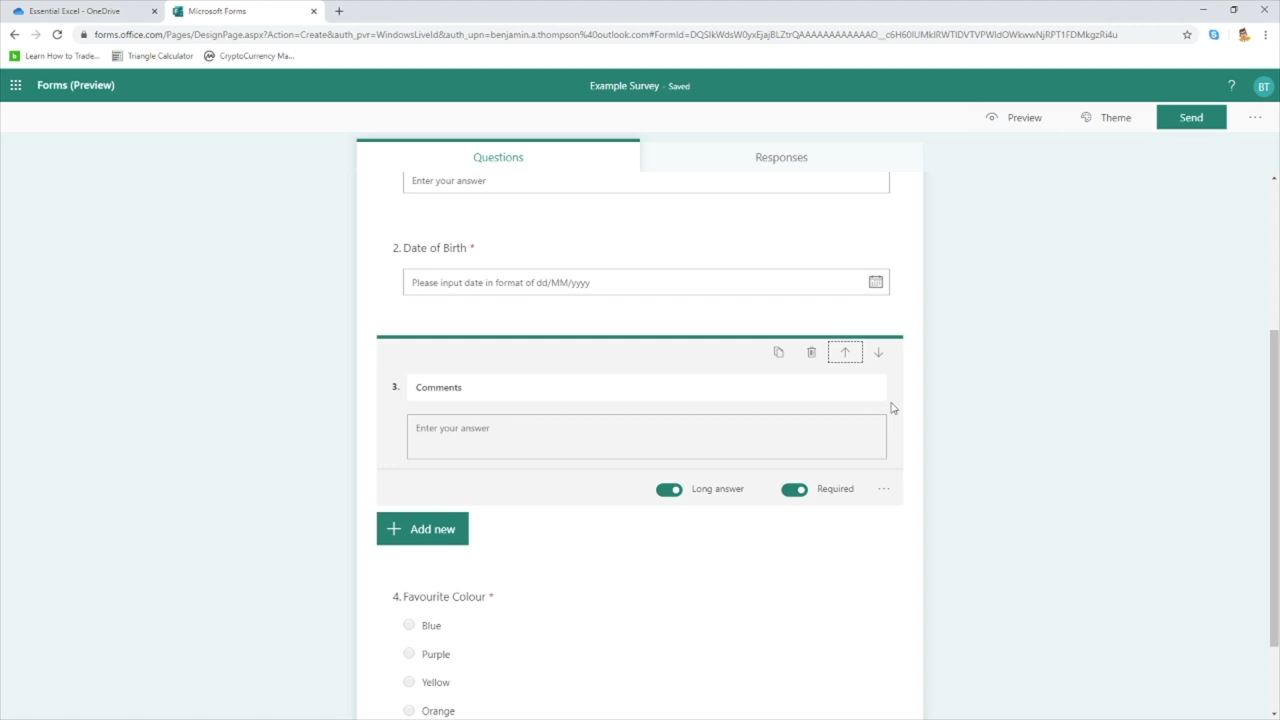 Essential Excel - OneDrive
Microsoft Forms
forms.office.com/Pages/DesignPage.aspx?Action=Create&auth_pvr=WindowsLiveId&auth_upn=benjamin.a.thompson%40outlook.com#FormId=
Learn How to Trade...
Triangle Calculator
CryptoCurrency Ma...
Forms (Preview)
Example Survey - Saved
?
BT
Preview
Theme
Send
...
Questions
Responses
Enter your answer
2. Date of Birth *
Please input date in format of dd/MM/yyyy
3. Comments
Enter your answer
Long answer
Required
...
+ Add new
4. Favourite Colour *
Blue
Purple
Yellow
Orange